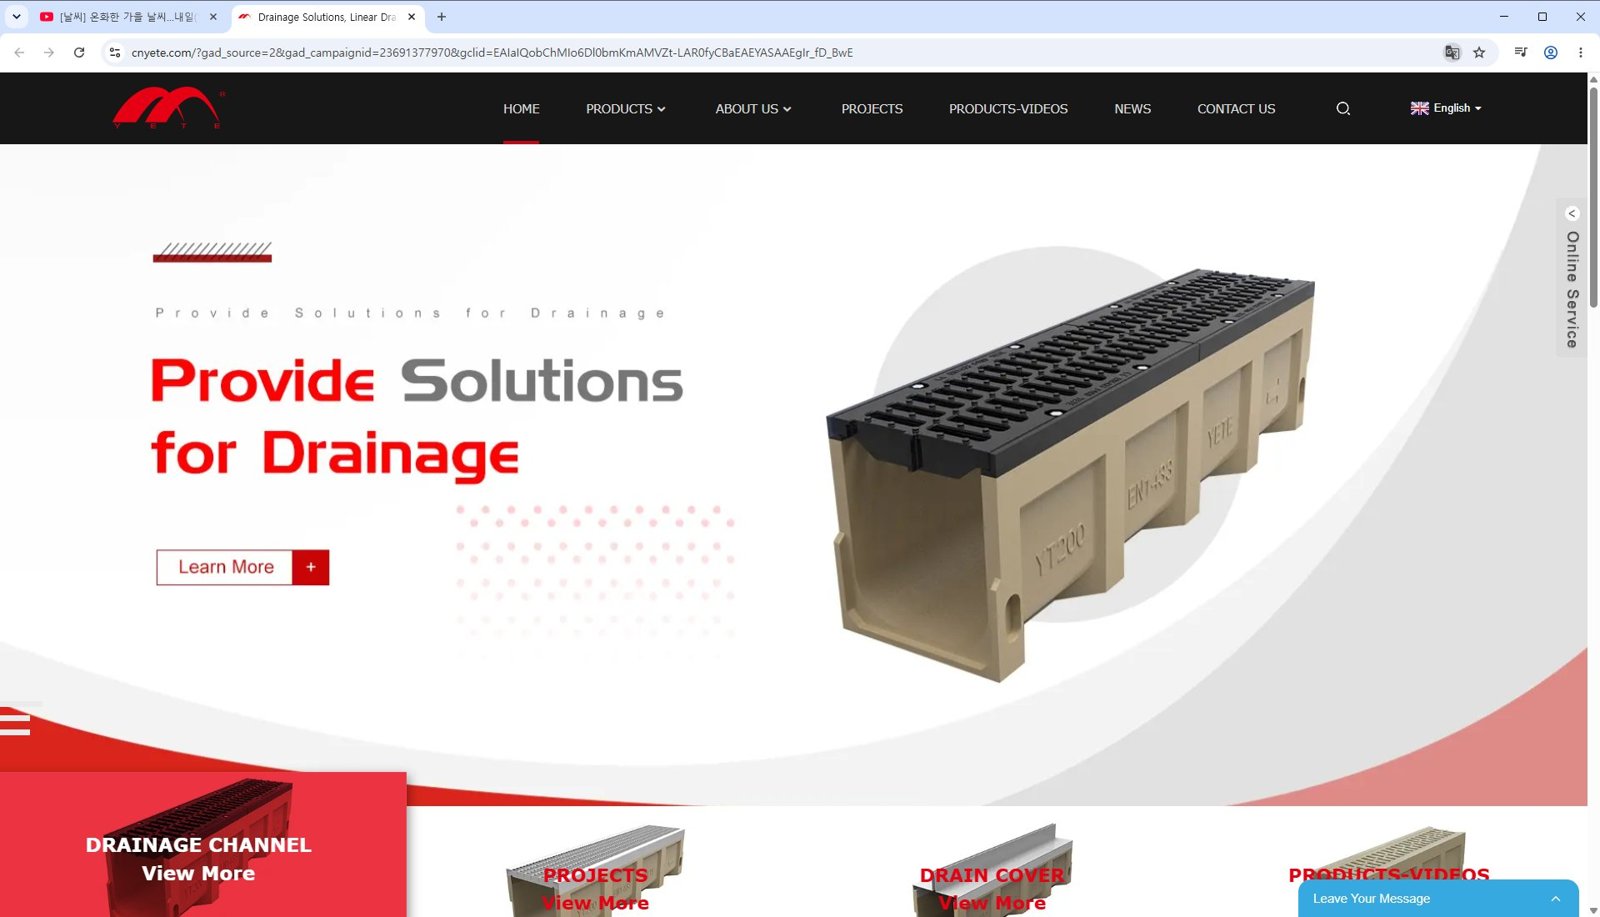 [날씨] 온화한 가을 날씨...내일
Drainage Solutions, Linear Dra
cnyete.com/?gad_source=2&gad_campaignid=23691377970&gclid=EAIaIQobChMIo6Dl0bmKmAMVZt-LAR0fyCBaEAEYASAAEgIr_fD_BwE
YETE
HOME
PRODUCTS
ABOUT US
PROJECTS
PRODUCTS-VIDEOS
NEWS
CONTACT US
English
Online Service
Provide Solutions for Drainage
Provide Solutions
for Drainage
Learn More +
YT200
EN1433
YETE
DRAINAGE CHANNEL
View More
PROJECTS
View More
DRAIN COVER
View More
PRODUCTS-VIDEOS
Leave Your Message